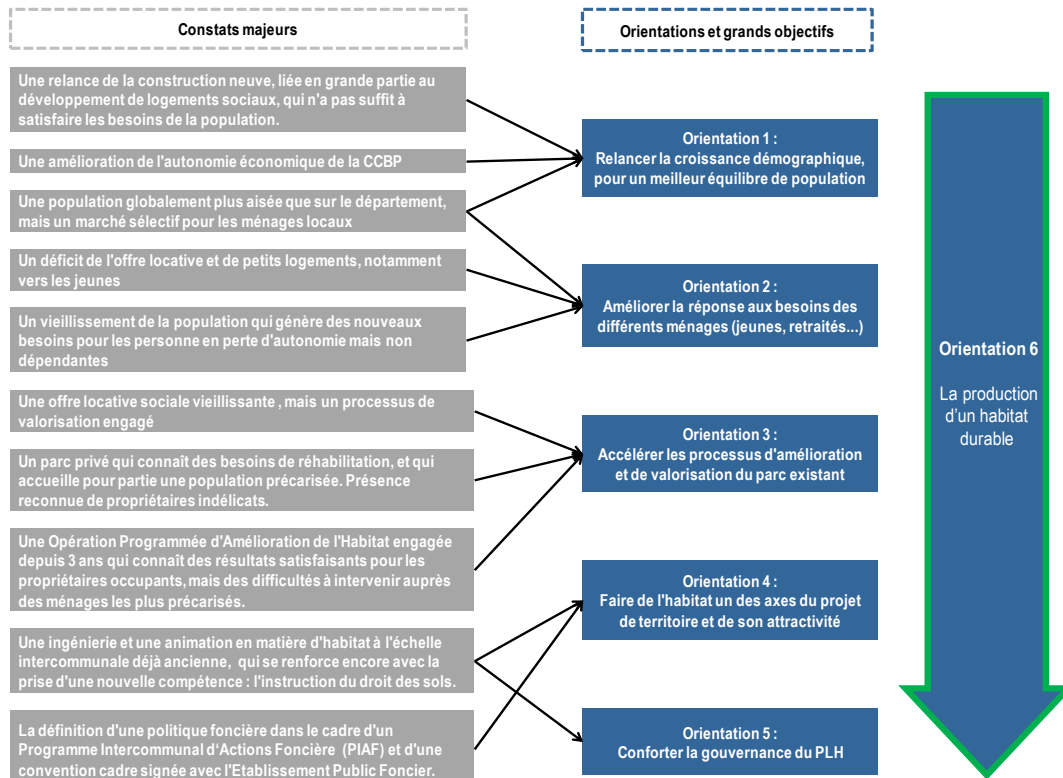 Constats majeurs
Orientations et grands objectifs
Une relance de la construction neuve, liée en grande partie au
développement de logements sociaux, qui n'a pas suffit à
satisfaire les besoins de la population.
Une amélioration de l'autonomie économique de la CCBP
Une population globalement plus aisée que sur le département,
mais un marché sélectif pour les ménages locaux
Un déficit de l'offre locative et de petits logements, notamment
vers les jeunes
Un vieillissement de la population qui génère des nouveaux
besoins pour les personne en perte d'autonomie mais non
dépendantes
Une offre locative sociale vieillissante , mais un processus de
valorisation engagé
Un parc privé qui connaît des besoins de réhabilitation, et qui
accueille pour partie une population précarisée. Présence
reconnue de propriétaires indélicats.
Une Opération Programmée d'Amélioration de l'Habitat engagée
depuis 3 ans qui connaît des résultats satisfaisants pour les
propriétaires occupants, mais des difficultés à intervenir auprès
des ménages les plus précarisés.
Une ingénierie et une animation en matière d'habitat à l'échelle
intercommunale déjà ancienne, qui se renforce encore avec la
prise d'une nouvelle compétence : l'instruction du droit des sols.
La définition d'une politique foncière dans le cadre d'un
Programme Intercommunal d'Actions Foncière (PIAF) et d'une
convention cadre signée avec l'Etablissement Public Foncier.
Orientation 1 :
Relancer la croissance démographique,
pour un meilleur équilibre de population
Orientation 2 :
Améliorer la réponse aux besoins des
différents ménages (jeunes, retraités...)
Orientation 3 :
Accélérer les processus d'amélioration
et de valorisation du parc existant
Orientation 4 :
Faire de l'habitat un des axes du projet
de territoire et de son attractivité
Orientation 5 :
Conforter la gouvernance du PLH
Orientation 6
La production
d'un habitat
durable